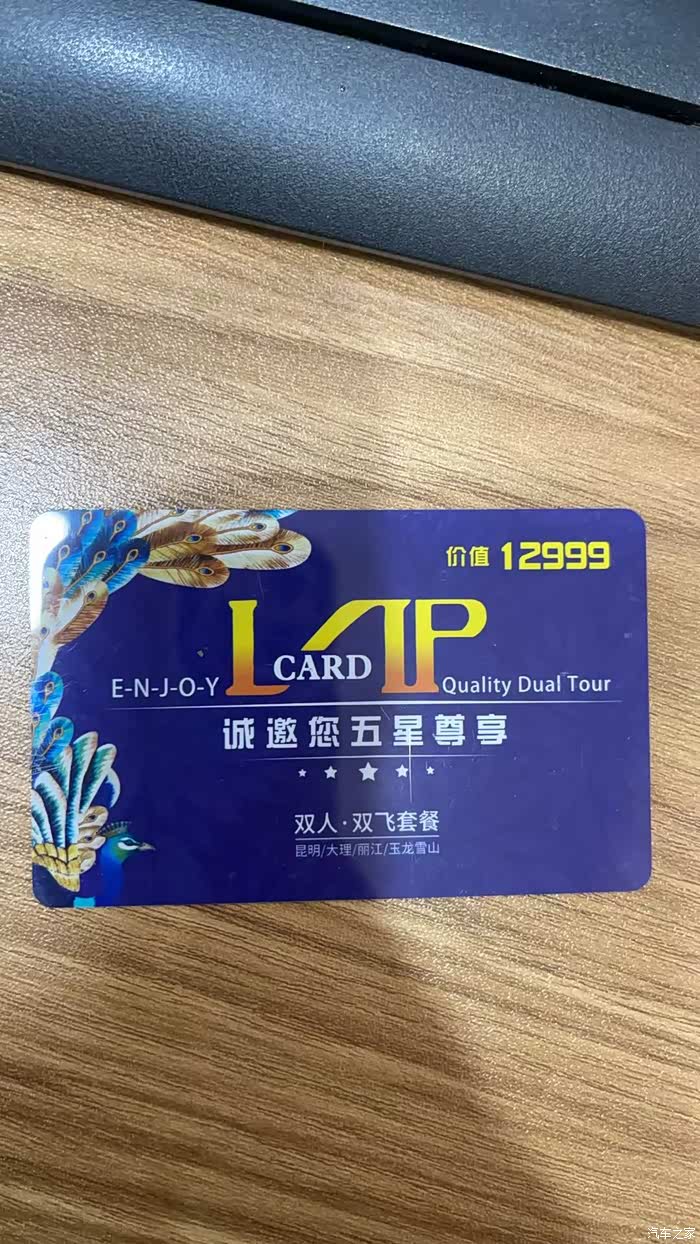 价值 12999
LAP
CARD
E-N-J-O-Y
Quality Dual Tour
诚邀您五星尊享
双人·双飞套餐
昆明/大理/丽江/玉龙雪山
汽车之家